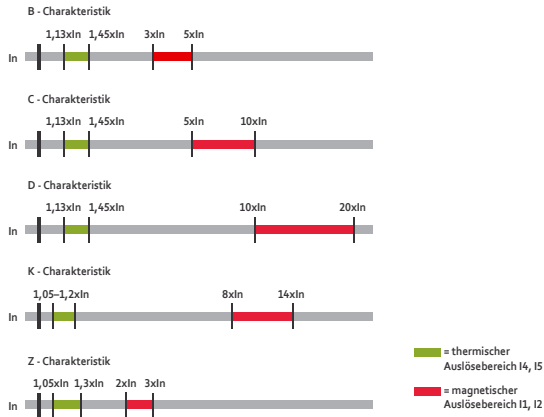 B - Charakteristik
1,13xIn 1,45xIn 3xIn 5xIn
In
C - Charakteristik
1,13xIn 1,45xIn 5xIn 10xIn
In
D - Charakteristik
1,13xIn 1,45xIn 10xIn 20xIn
In
K - Charakteristik
1,05–1,2xIn 8xIn 14xIn
In
Z - Charakteristik
1,05xIn 1,3xIn 2xIn 3xIn
In
= thermischer
Auslösebereich I4, I5
= magnetischer
Auslösebereich I1, I2